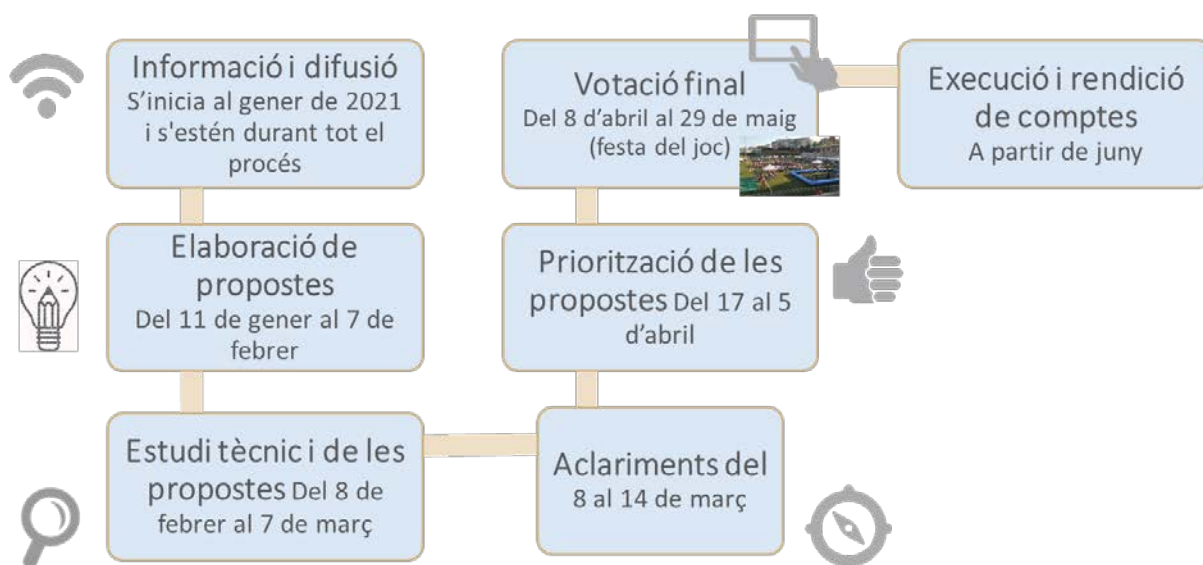 Informació i difusió
S’inicia al gener de 2021
i s'estén durant tot el
procés
Elaboració de
propostes
Del 11 de gener al 7 de
febrer
Estudi tècnic i de les
propostes Del 8 de
febrer al 7 de març
Aclariments del
8 al 14 de març
Priorització de les
propostes Del 17 al 5
d’abril
Votació final
Del 8 d’abril al 29 de maig
(festa del joc)
Execució i rendició
de comptes
A partir de juny